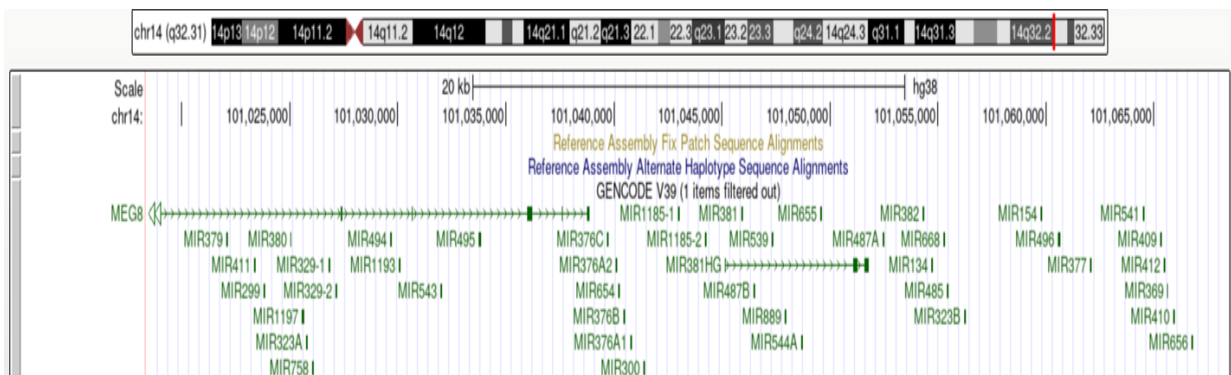 chr14 (q32.31) 14p13 14p12 14p11.2 14q11.2 14q12 14q21.1 q21.2 q21.3 22.1 22.3 q23.1 23.2 23.3 q24.2 14q24.3 q31.1 14q31.3 14q32.2 32.33
Scale 20 kb hg38
chr14: 101,025,000 101,030,000 101,035,000 101,040,000 101,045,000 101,050,000 101,055,000 101,060,000 101,065,000
Reference Assembly Fix Patch Sequence Alignments
Reference Assembly Alternate Haplotype Sequence Alignments
GENCODE V39 (1 items filtered out)
MEG8 MIR1185-1 MIR381 MIR655 MIR382 MIR154 MIR541
MIR379 MIR380 MIR494 MIR495 MIR376C MIR1185-2 MIR539 MIR487A MIR668 MIR496 MIR409
MIR411 MIR329-1 MIR1193 MIR376A2 MIR381HG MIR134 MIR377 MIR412
MIR299 MIR329-2 MIR543 MIR654 MIR487B MIR485 MIR369
MIR1197 MIR376B MIR889 MIR323B MIR410
MIR323A MIR376A1 MIR544A MIR656
MIR758 MIR300